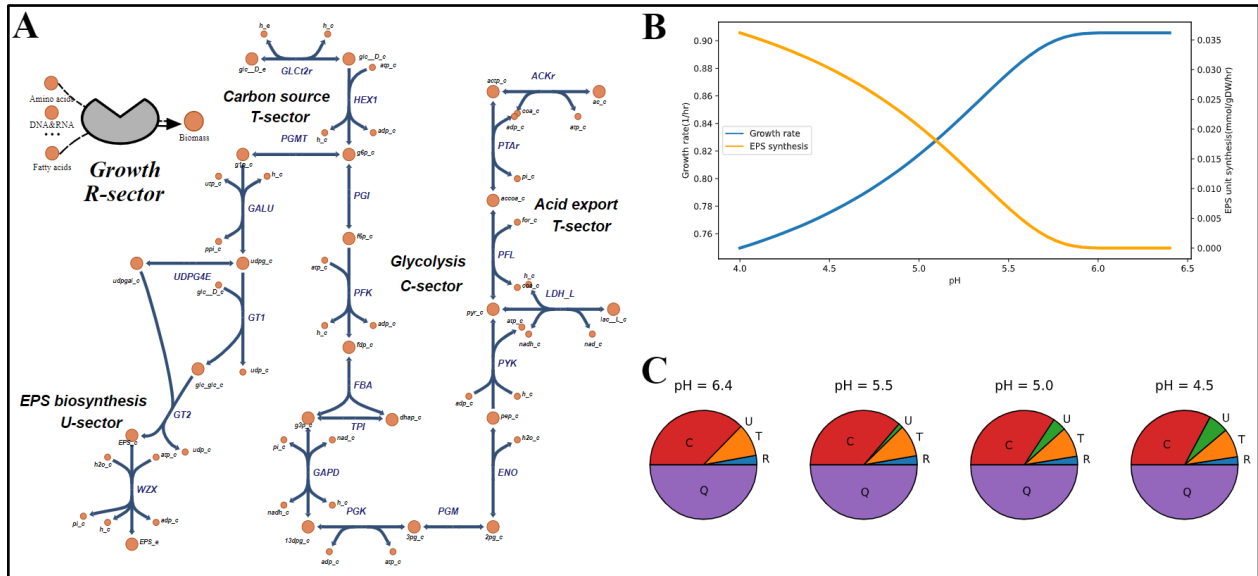 A
h_e
h_c
glc__D_e
glc__D_c
GLCt2r
atp_c
Amino acids
DNA&RNA
...
Fatty acids
Biomass
Growth
R-sector
Carbon source
T-sector
HEX1
h_c
adp_c
PGMT
g1p_c
g6p_c
utp_c
h_c
GALU
ppi_c
PGI
f6p_c
udpgal_c
UDPG4E
udpg_c
glc__D_c
GT1
glc_glc_c
udp_c
atp_c
PFK
h_c
adp_c
fdp_c
FBA
Glycolysis
C-sector
EPS biosynthesis
U-sector
GT2
EPS_c
udp_c
h2o_c
atp_c
WZX
pi_c
h_c
adp_c
EPS_e
g3p_c
TPI
dhap_c
pi_c
nad_c
GAPD
nadh_c
h_c
13dpg_c
PGK
adp_c
atp_c
3pg_c
PGM
2pg_c
ENO
h2o_c
pep_c
adp_c
h_c
PYK
atp_c
pyr_c
nadh_c
nad_c
LDH_L
lac__L_c
h_c
coa_c
PFL
for_c
accoa_c
Acid export
T-sector
pi_c
PTAr
adp_c
coa_c
actp_c
ACKr
atp_c
ac_c
B
Growth rate(1/hr)
0.90
0.88
0.86
0.84
0.82
0.80
0.78
0.76
Growth rate
EPS synthesis
0.035
0.030
0.025
0.020
0.015
0.010
0.005
0.000
EPS unit synthesis(mmol/gDW/hr)
4.0 4.5 5.0 5.5 6.0 6.5
pH
C
pH = 6.4
C
U
T
R
Q
pH = 5.5
C
U
T
R
Q
pH = 5.0
C
U
T
R
Q
pH = 4.5
C
U
T
R
Q